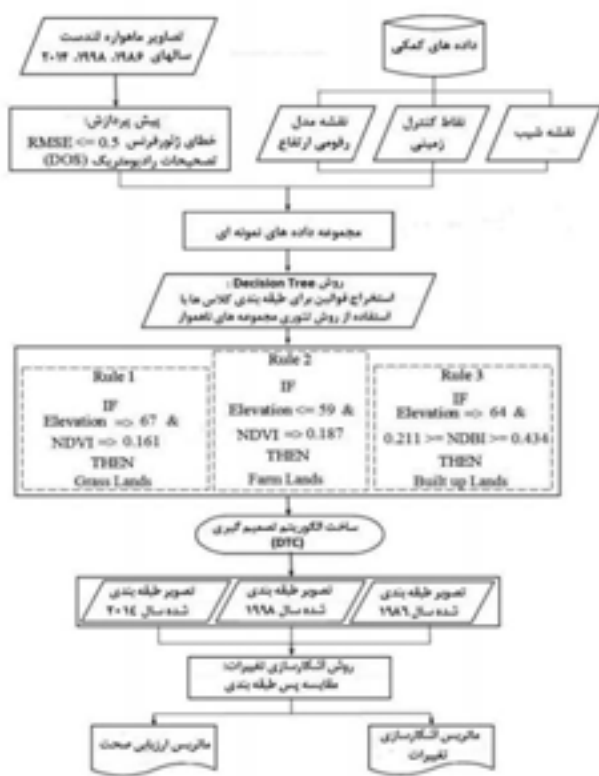 تصاویر ماهواره لندست
سالهای ۱۹۸۶، ۱۹۹۸، ۲۰۱۴
داده های کمکی
پیش پردازش:
خطای ژئورفرنس RMSE <= 0.5
تصحیحات رادیومتریک (DOS)
نقشه مدل
رقومی ارتفاع
نقاط کنترل
زمینی
نقشه شیب
مجموعه داده های نمونه ای
روش Decision Tree :
استخراج قوانین برای طبقه بندی کلاس ها با
استفاده از روش تئوری مجموعه های ناهموار
Rule 1
IF
Elevation => 67 &
NDVI => 0.161
THEN
Grass Lands
Rule 2
IF
Elevation <= 59 &
NDVI => 0.187
THEN
Farm Lands
Rule 3
IF
Elevation => 64 &
0.211 >= NDBI >= 0.434
THEN
Built up Lands
ساخت الگوریتم تصمیم گیری
(DTC)
تصویر طبقه بندی
شده سال ۲۰۱٤
تصویر طبقه بندی
شده سال ۱۹۹۸
تصویر طبقه بندی
شده سال ۱۹۸٦
روش آشکارسازی تغییرات:
مقایسه پس طبقه بندی
ماتریس ارزیابی صحت
ماتریس آشکارسازی
تغییرات